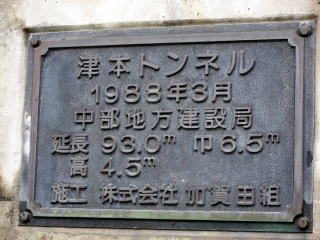 津本トンネル
1988年3月
中部地方建設局
延長 93.0m 巾6.5m
高 4.5m
施工 株式会社加賀田組